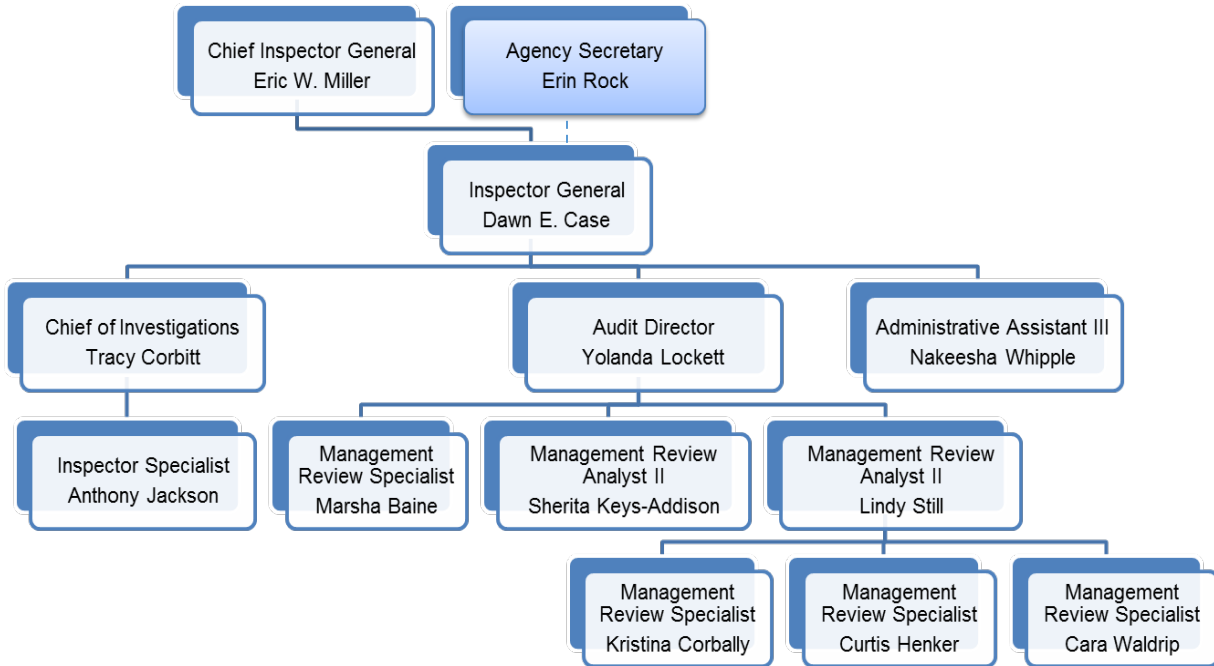 Chief Inspector General
Eric W. Miller
Agency Secretary
Erin Rock
Inspector General
Dawn E. Case
Chief of Investigations
Tracy Corbitt
Audit Director
Yolanda Lockett
Administrative Assistant III
Nakeesha Whipple
Inspector Specialist
Anthony Jackson
Management
Review Specialist
Marsha Baine
Management Review
Analyst II
Sherita Keys-Addison
Management Review
Analyst II
Lindy Still
Management
Review Specialist
Kristina Corbally
Management
Review Specialist
Curtis Henker
Management
Review Specialist
Cara Waldrip